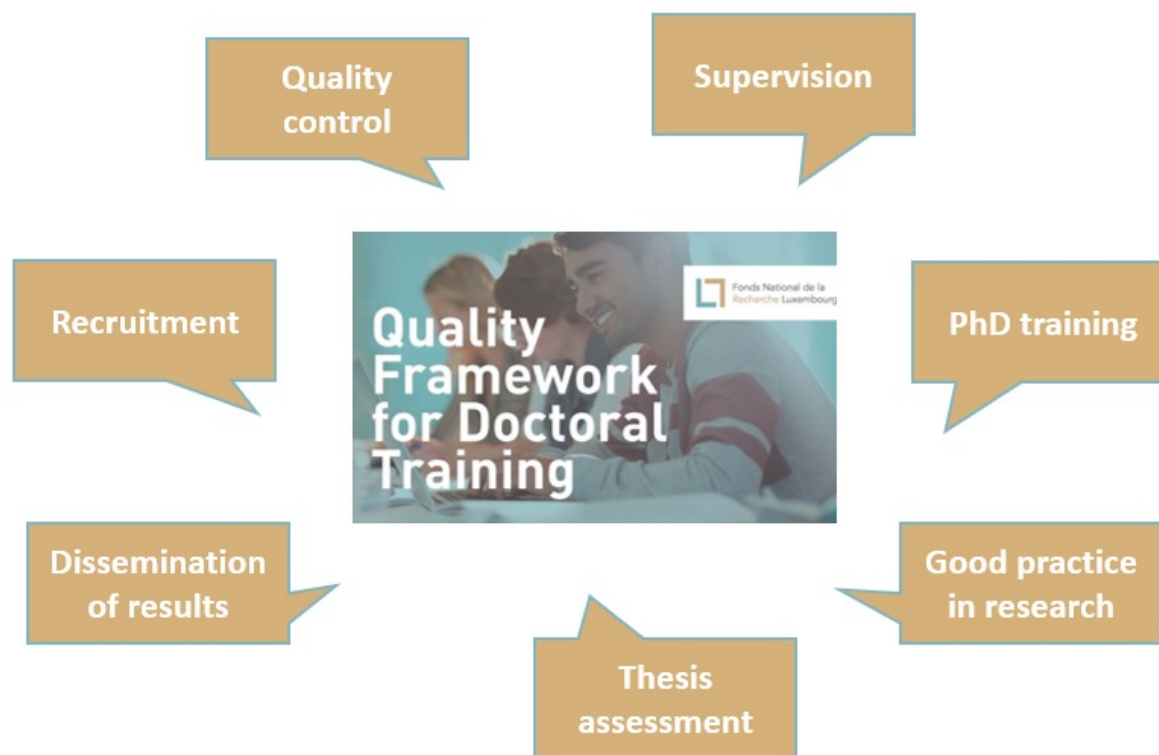 Quality
control
Supervision
Recruitment
Fonds National de la
Recherche Luxembourg
Quality
Framework
for Doctoral
Training
PhD training
Dissemination
of results
Good practice
in research
Thesis
assessment